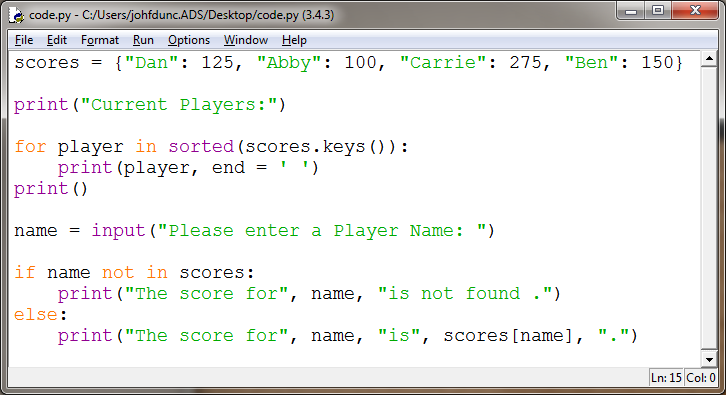 code.py - C:/Users/johfdunc.ADS/Desktop/code.py (3.4.3)
File Edit Format Run Options Window Help
scores = {"Dan": 125, "Abby": 100, "Carrie": 275, "Ben": 150}
print("Current Players:")
for player in sorted(scores.keys()):
    print(player, end = ' ')
print()
name = input("Please enter a Player Name: ")
if name not in scores:
    print("The score for", name, "is not found .")
else:
    print("The score for", name, "is", scores[name], ".")
Ln: 15 Col: 0